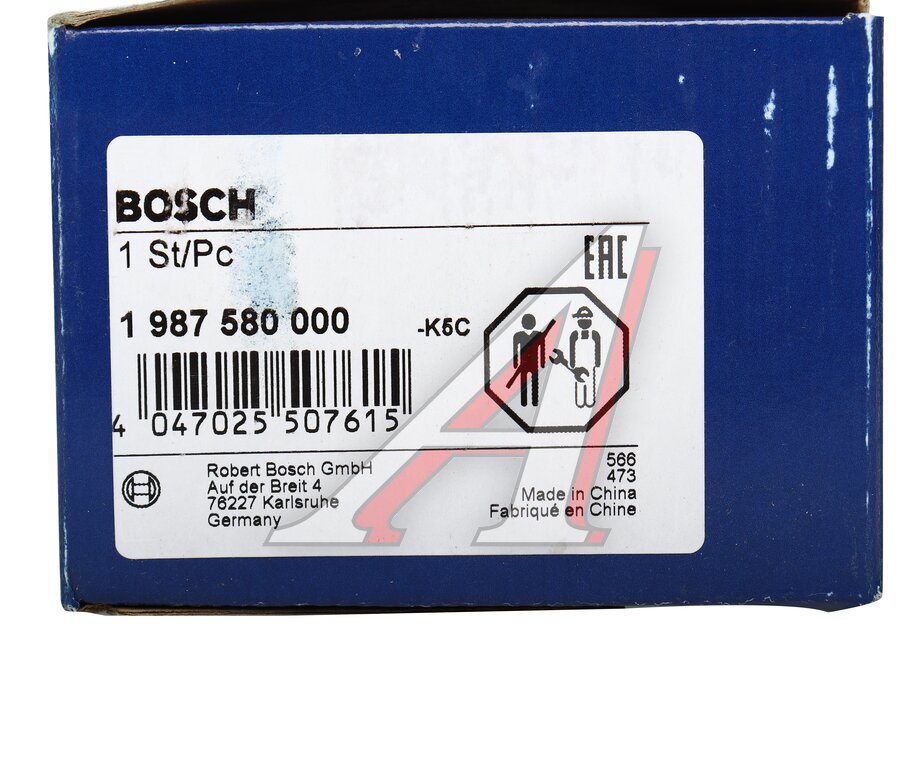 BOSCH
1 St/Pc
EAC
1 987 580 000 -K5C
4 047025 507615
Robert Bosch GmbH
Auf der Breit 4
76227 Karlsruhe
Germany
566
473
Made in China
Fabriqué en Chine